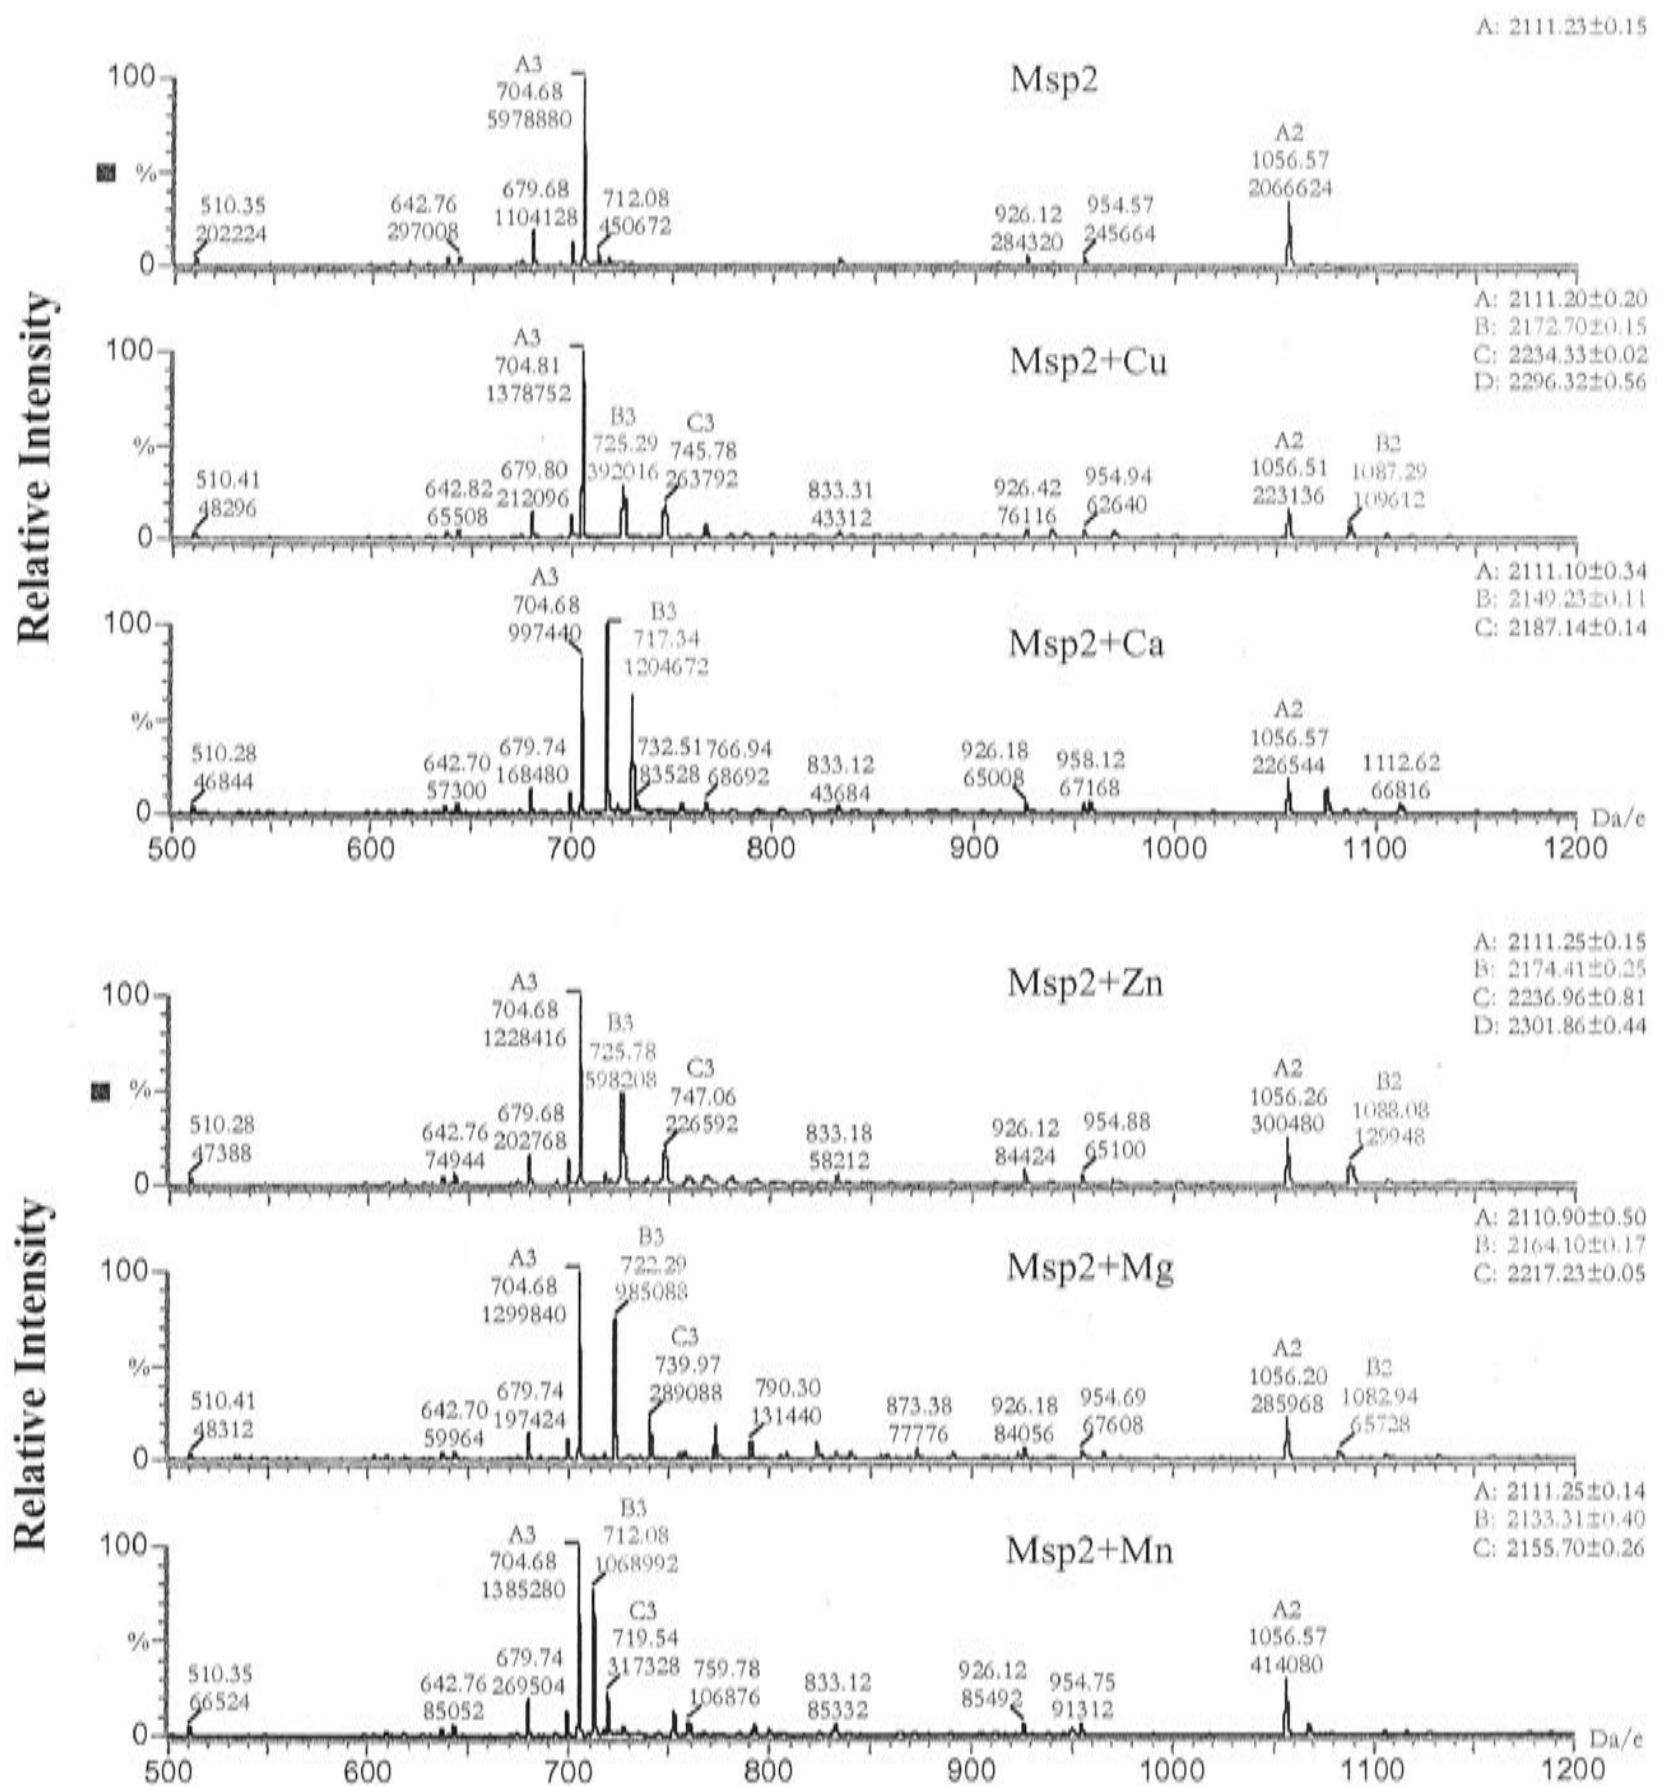 A: 2111.23±0.15
Msp2
100
%
0
A3
704.68
5978880
510.35
202224
642.76
297008
679.68
1104128
712.08
450672
926.12
284320
954.57
245664
A2
1056.57
2066624
A: 2111.20±0.20
B: 2172.70±0.15
C: 2234.33±0.02
D: 2296.32±0.56
Msp2+Cu
100
%
0
A3
704.81
1378752
B3
725.29
392016
C3
745.78
263792
510.41
48296
642.82
65508
679.80
212096
833.31
43312
926.42
76116
954.94
62640
A2
1056.51
223136
B2
1087.29
109612
Relative Intensity
A: 2111.10±0.34
B: 2149.23±0.11
C: 2187.14±0.14
Msp2+Ca
100
%
0
A3
704.68
997440
B3
717.34
1204672
510.28
46844
642.70
57300
679.74
168480
732.51
83528
766.94
68692
833.12
43684
926.18
65008
958.12
67168
A2
1056.57
226544
1112.62
66816
Da/e
500 600 700 800 900 1000 1100 1200
A: 2111.25±0.15
B: 2174.41±0.25
C: 2236.96±0.81
D: 2301.86±0.44
Msp2+Zn
100
%
0
A3
704.68
1228416
B3
725.78
598208
C3
747.06
226592
510.28
47388
642.76
74944
679.68
202768
833.18
58212
926.12
84424
954.88
65100
A2
1056.26
300480
B2
1088.08
129948
Relative Intensity
A: 2110.90±0.50
B: 2164.10±0.17
C: 2217.23±0.05
Msp2+Mg
100
%
0
A3
704.68
1299840
B3
722.29
985088
C3
739.97
289088
510.41
48312
642.70
59964
679.74
197424
790.30
131440
873.38
77776
926.18
84056
954.69
67608
A2
1056.20
285968
B2
1082.94
65728
A: 2111.25±0.14
B: 2133.31±0.40
C: 2155.70±0.26
Msp2+Mn
100
%
0
A3
704.68
1385280
B3
712.08
1068992
C3
719.54
317328
510.35
66524
642.76
85052
679.74
269504
759.78
106876
833.12
85332
926.12
85492
954.75
91312
A2
1056.57
414080
Da/e
500 600 700 800 900 1000 1100 1200